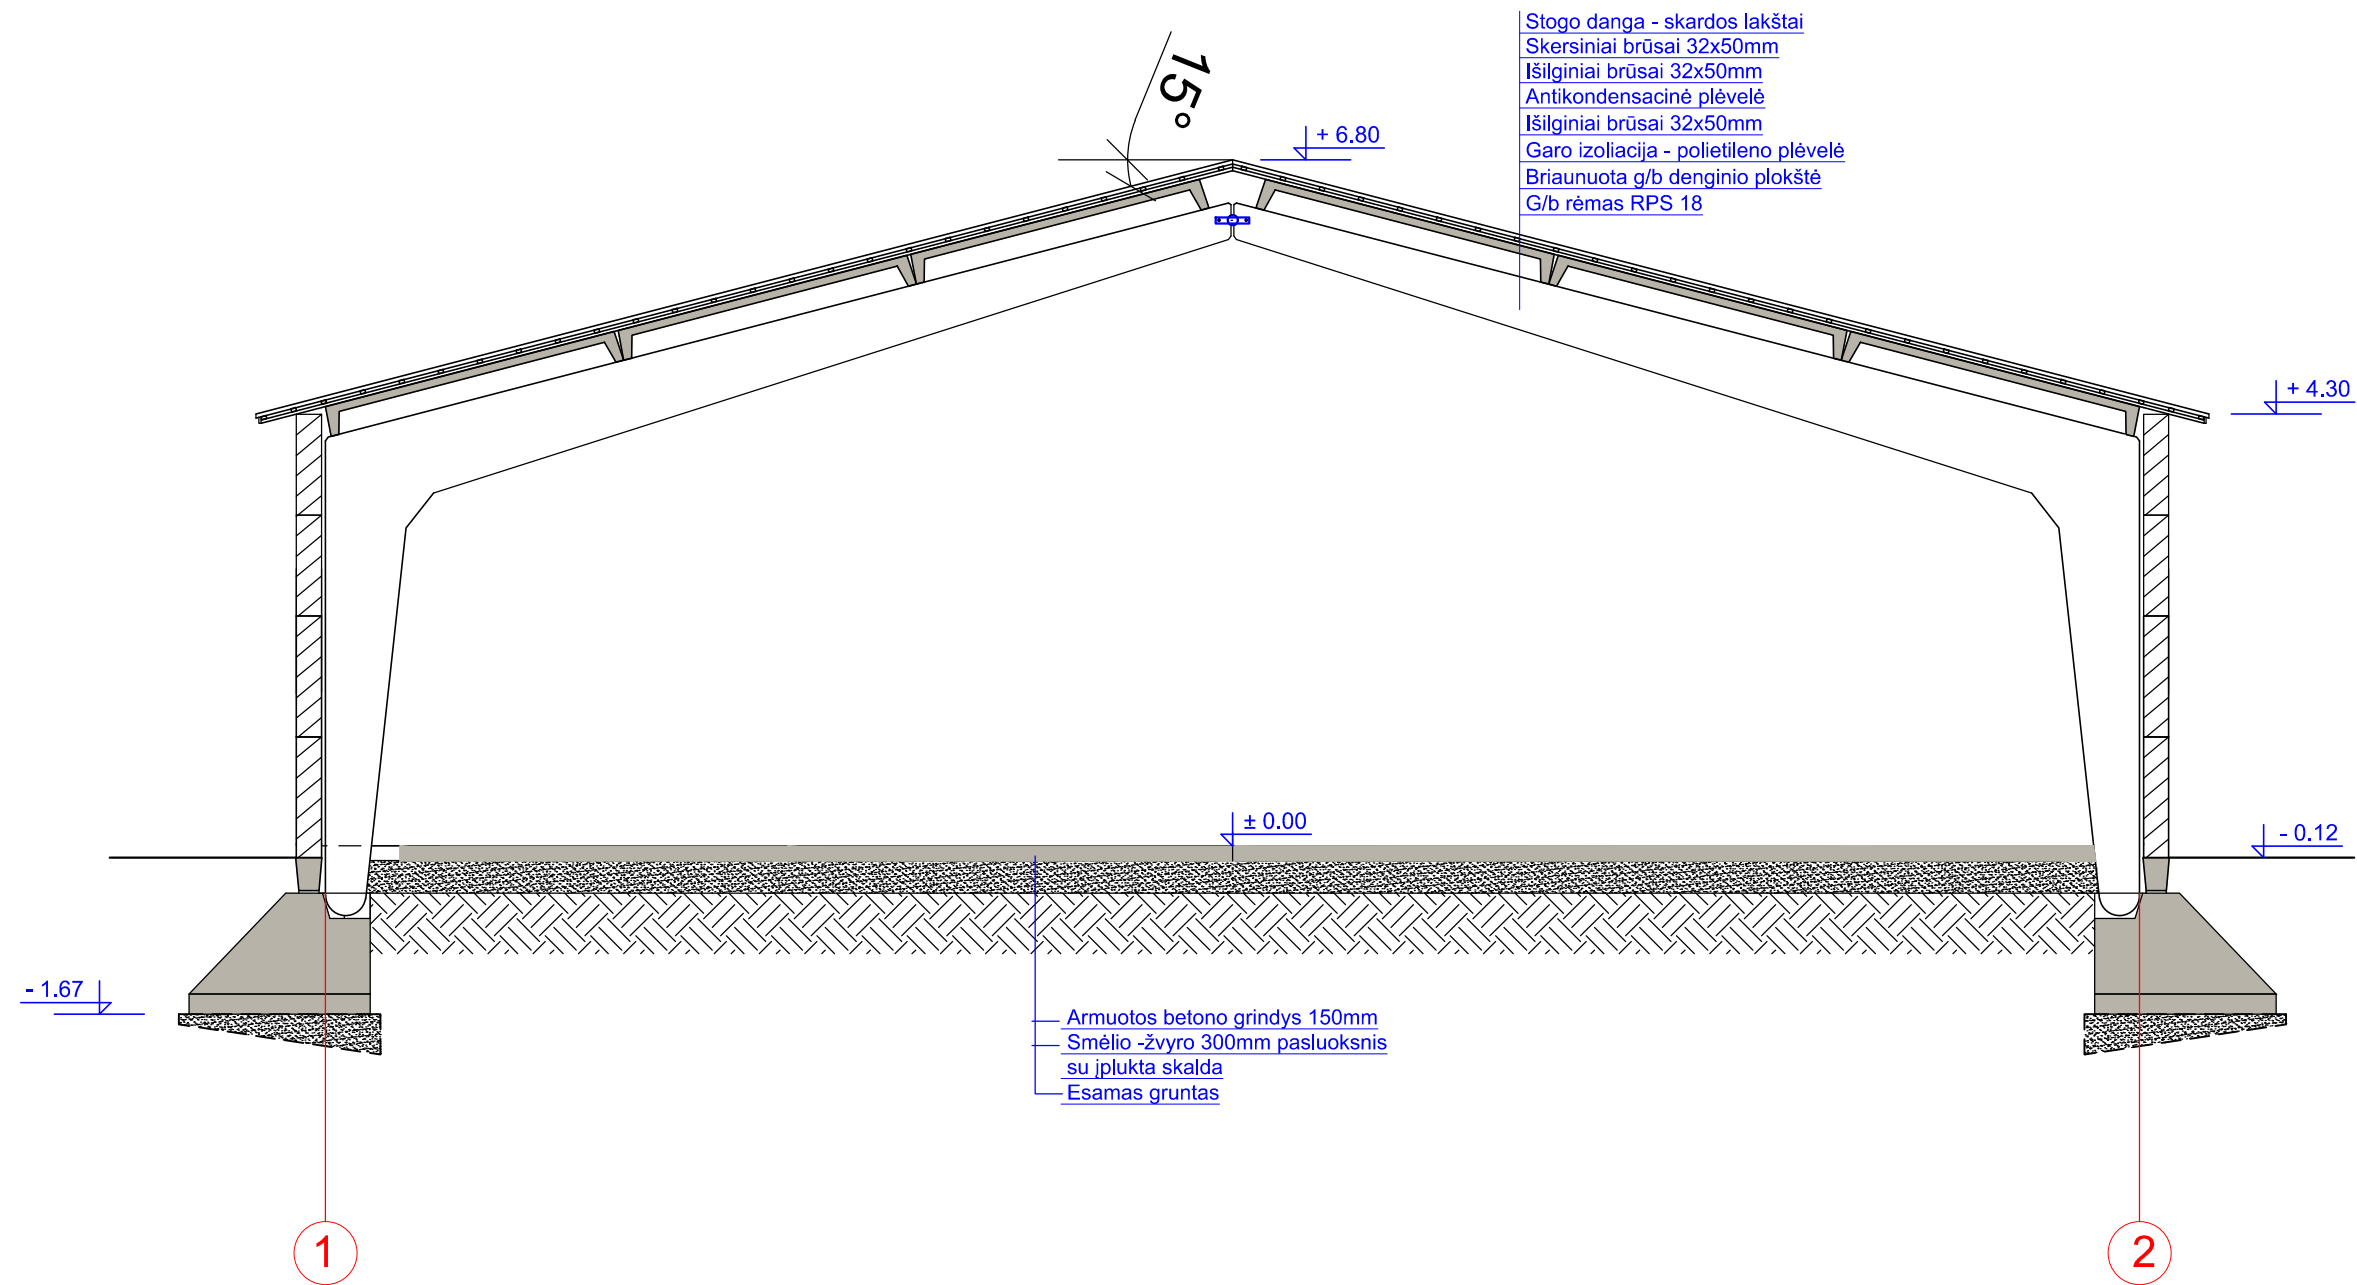 Stogo danga - skardos lakštai
Skersiniai brūsai 32x50mm
Išilginiai brūsai 32x50mm
Antikondensacinė plėvelė
Išilginiai brūsai 32x50mm
Garo izoliacija - polietileno plėvelė
Briaunuota g/b denginio plokštė
G/b rėmas RPS 18
15°
+ 6.80
+ 4.30
± 0.00
- 0.12
- 1.67
Armuotos betono grindys 150mm
Smėlio -žvyro 300mm pasluoksnis
su įplukta skalda
Esamas gruntas
1
2